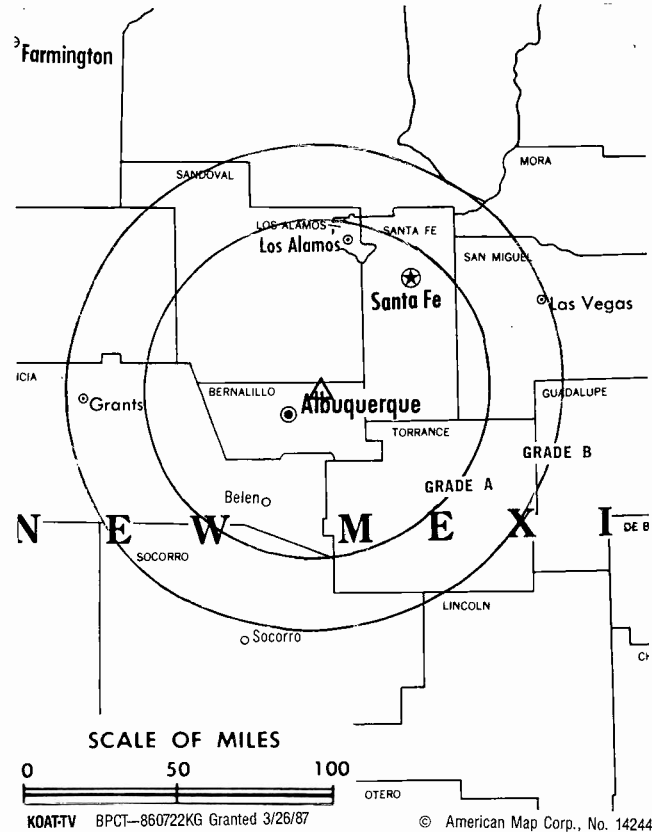 Farmington
SANDOVAL
MORA
LOS ALAMOS
SANTA FE
Los Alamos
SAN MIGUEL
Santa Fe
Las Vegas
ICIA
BERNALILLO
GUADALUPE
Grants
Albuquerque
TORRANCE
GRADE B
GRADE A
Belen
N E W M E X I
DE B
SOCORRO
LINCOLN
Socorro
CH
SCALE OF MILES
0 50 100
OTERO
KOAT-TV BPCT—860722KG Granted 3/26/87
© American Map Corp., No. 14244